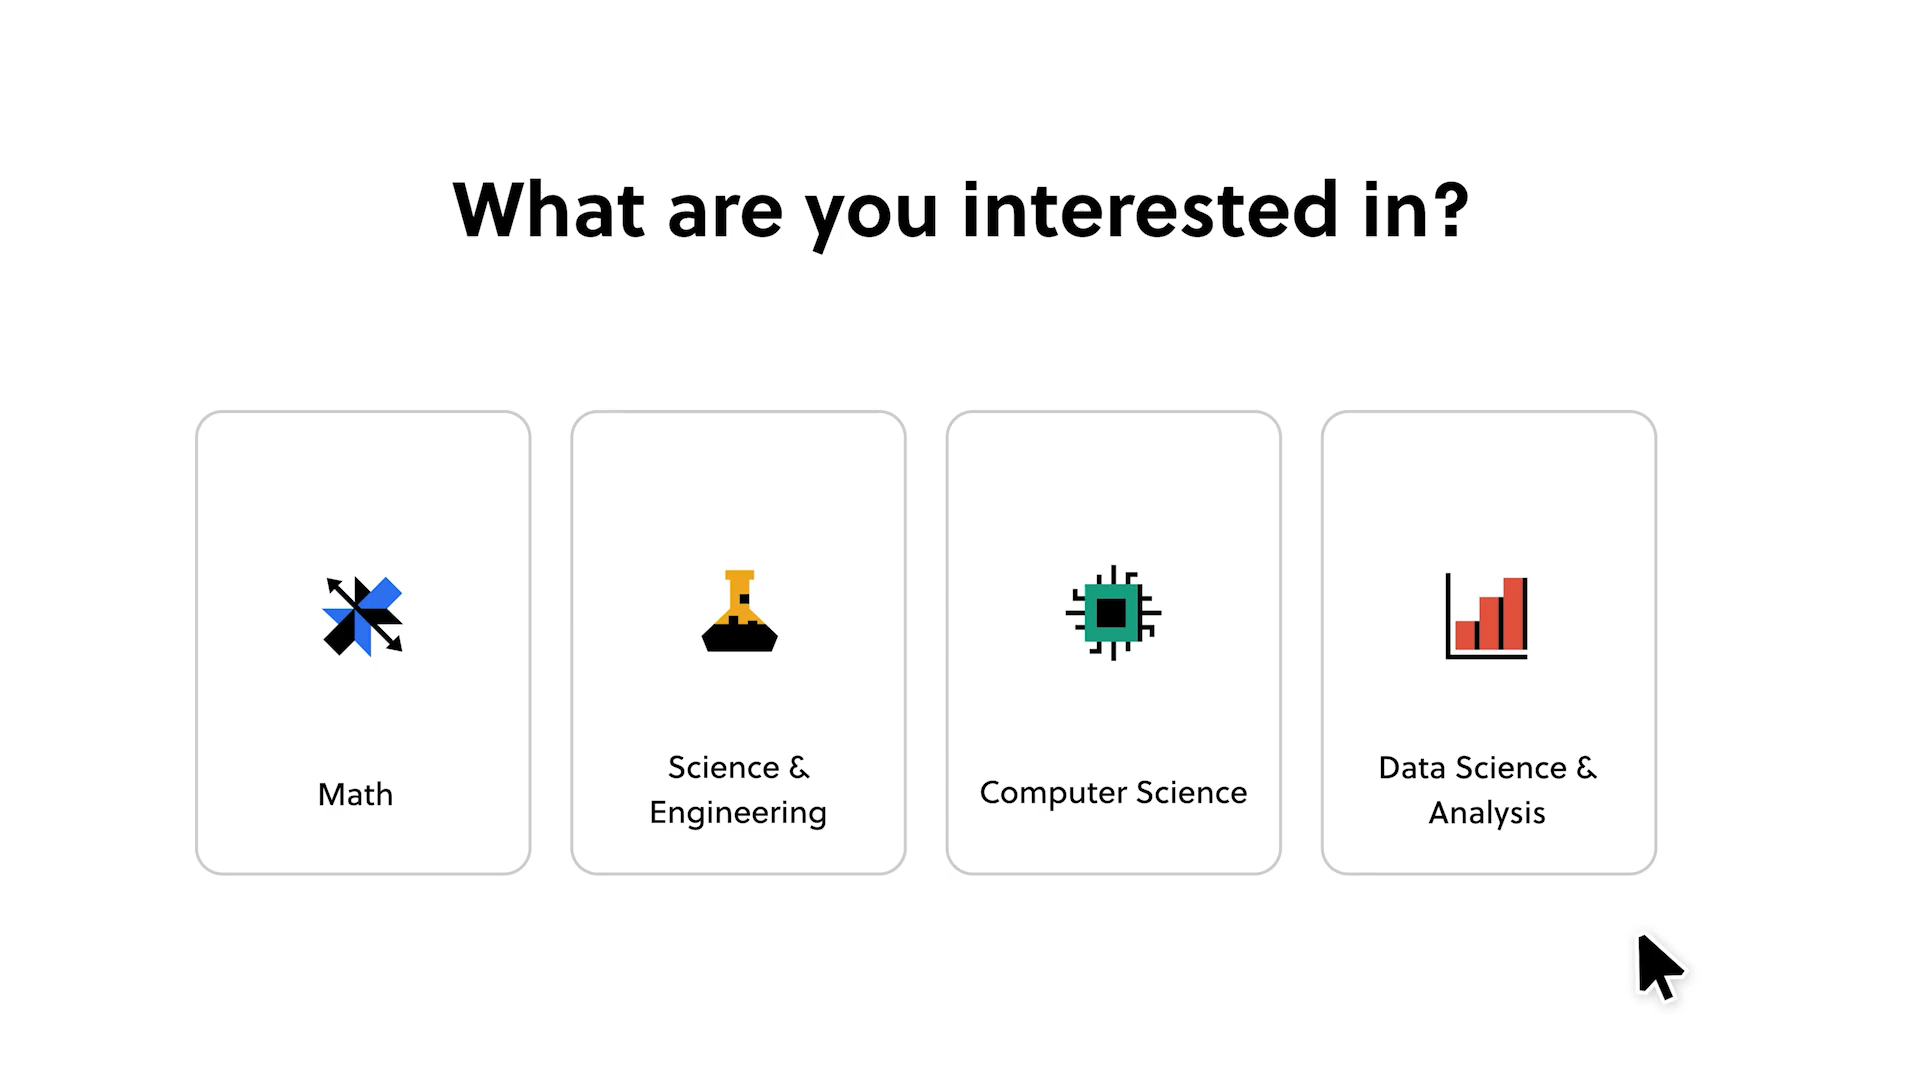 What are you interested in?
Math
Science &
Engineering
Computer Science
Data Science &
Analysis